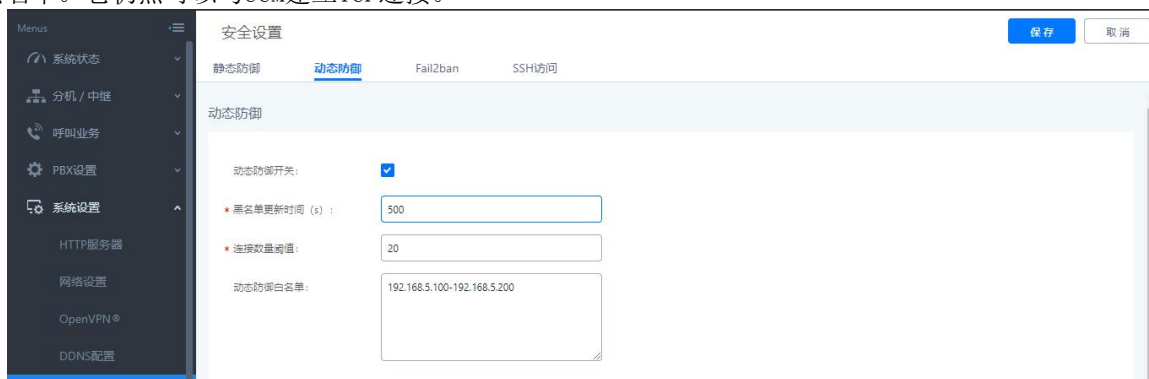 Menus
安全设置
保存
取消
系统状态
静态防御
动态防御
Fail2ban
SSH访问
分机 / 中继
动态防御
呼叫业务
PBX设置
动态防御开关:
系统设置
* 黑名单更新时间（s）:
500
HTTP服务器
* 连接数量阈值:
20
网络设置
动态防御白名单:
192.168.5.100-192.168.5.200
OpenVPN®
DDNS配置